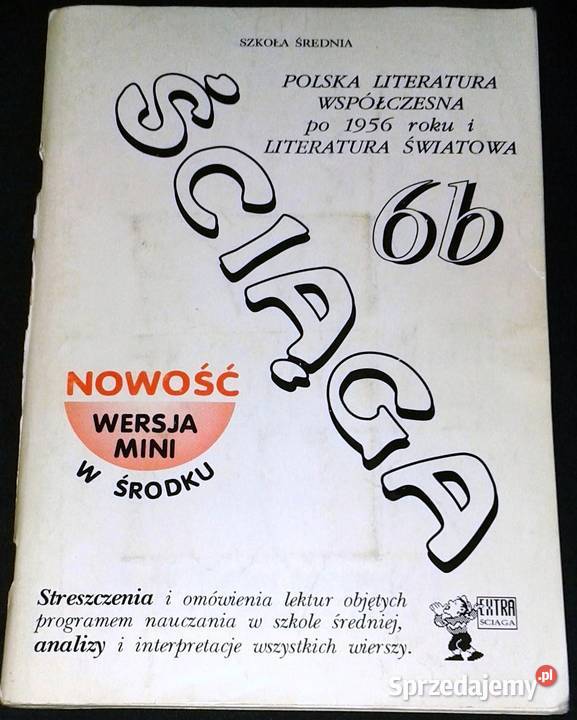 SZKOŁA ŚREDNIA
POLSKA LITERATURA
WSPÓŁCZESNA
po 1956 roku i
LITERATURA ŚWIATOWA
6b
ŚCIĄGA
NOWOŚĆ
WERSJA
MINI
W ŚRODKU
Streszczenia i omówienia lektur objętych
programem nauczania w szkole średniej,
analizy i interpretacje wszystkich wierszy.
EXTRA
ŚCIĄGA
Sprzedajemy.pl